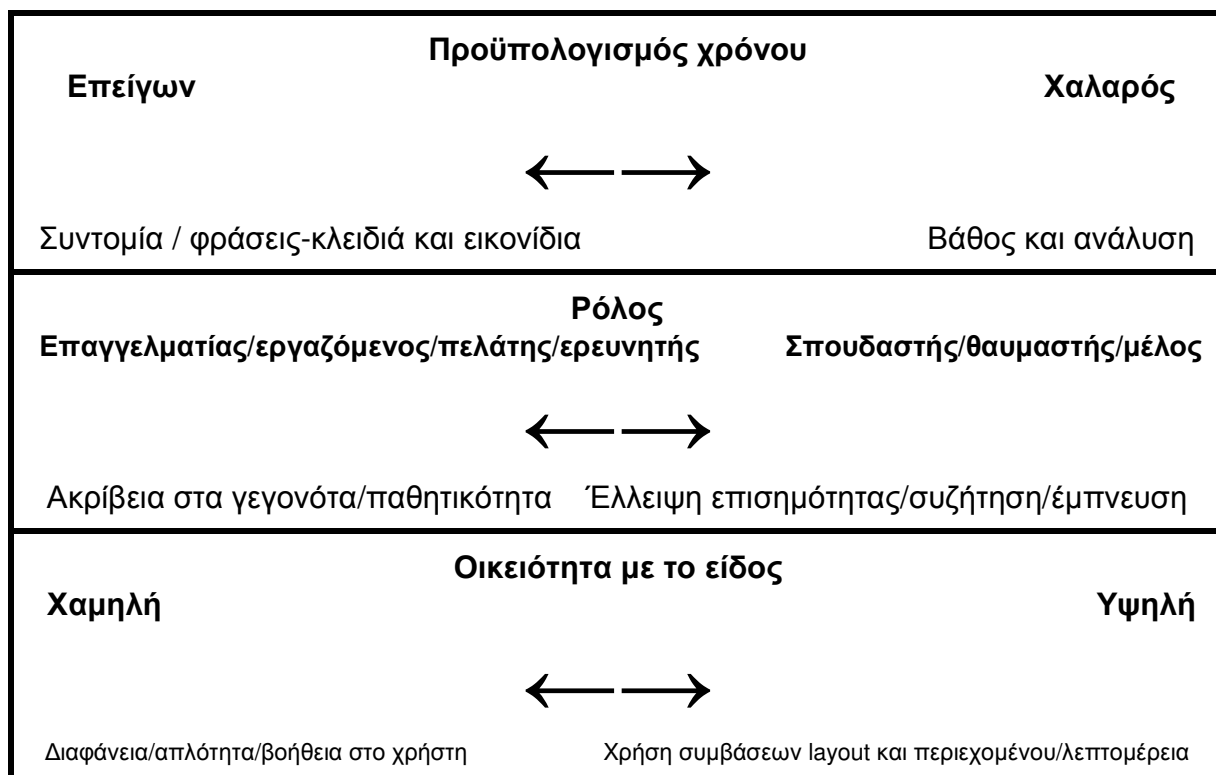 Προϋπολογισμός χρόνου
Επείγων Χαλαρός
Συντομία / φράσεις-κλειδιά και εικονίδια Βάθος και ανάλυση
Ρόλος
Επαγγελματίας/εργαζόμενος/πελάτης/ερευνητής Σπουδαστής/θαυμαστής/μέλος
Ακρίβεια στα γεγονότα/παθητικότητα Έλλειψη επισημότητας/συζήτηση/έμπνευση
Οικειότητα με το είδος
Χαμηλή Υψηλή
Διαφάνεια/απλότητα/βοήθεια στο χρήστη Χρήση συμβάσεων layout και περιεχομένου/λεπτομέρεια